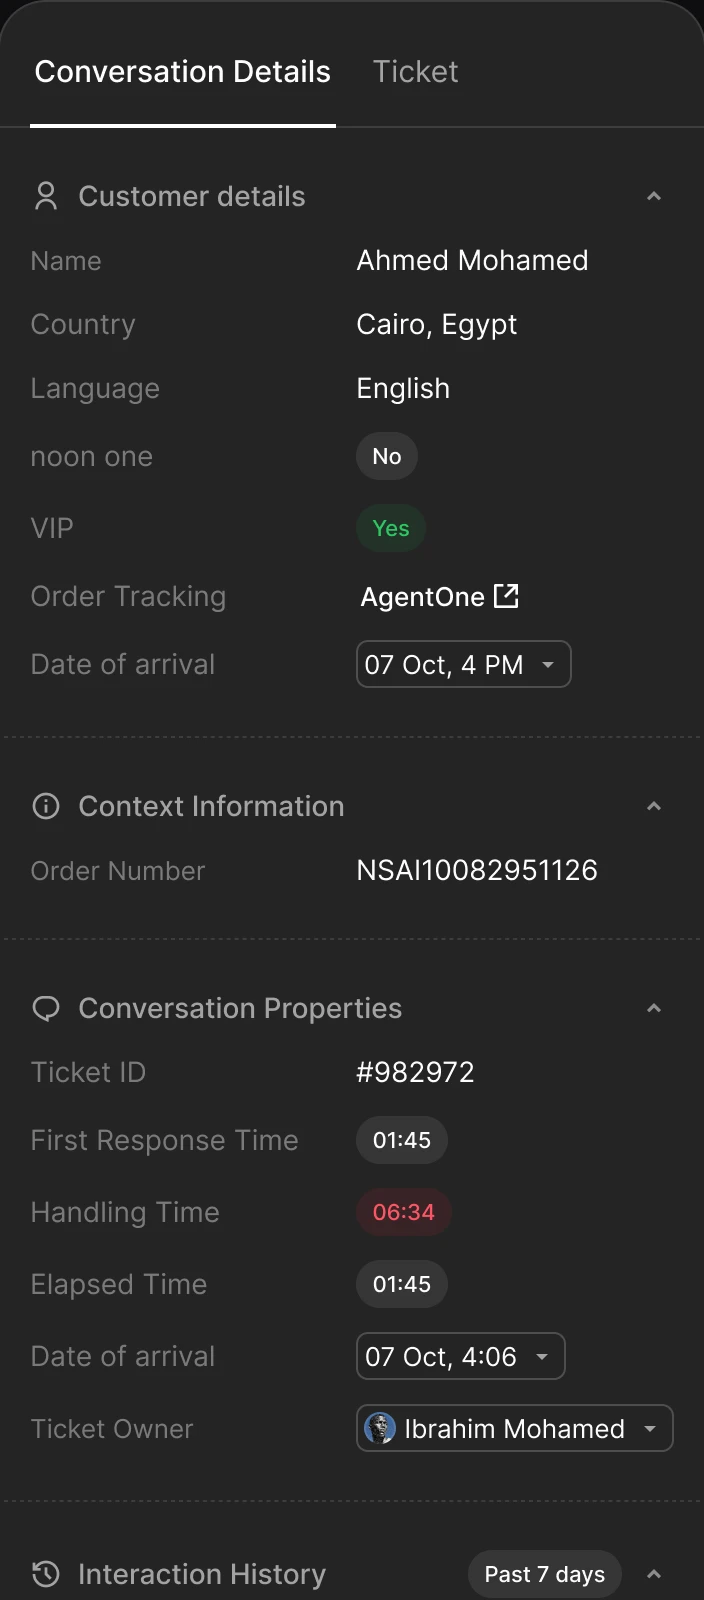 Conversation Details Ticket
Customer details
Name Ahmed Mohamed
Country Cairo, Egypt
Language English
noon one No
VIP Yes
Order Tracking AgentOne
Date of arrival 07 Oct, 4 PM
Context Information
Order Number NSAI10082951126
Conversation Properties
Ticket ID #982972
First Response Time 01:45
Handling Time 06:34
Elapsed Time 01:45
Date of arrival 07 Oct, 4:06
Ticket Owner Ibrahim Mohamed
Interaction History Past 7 days